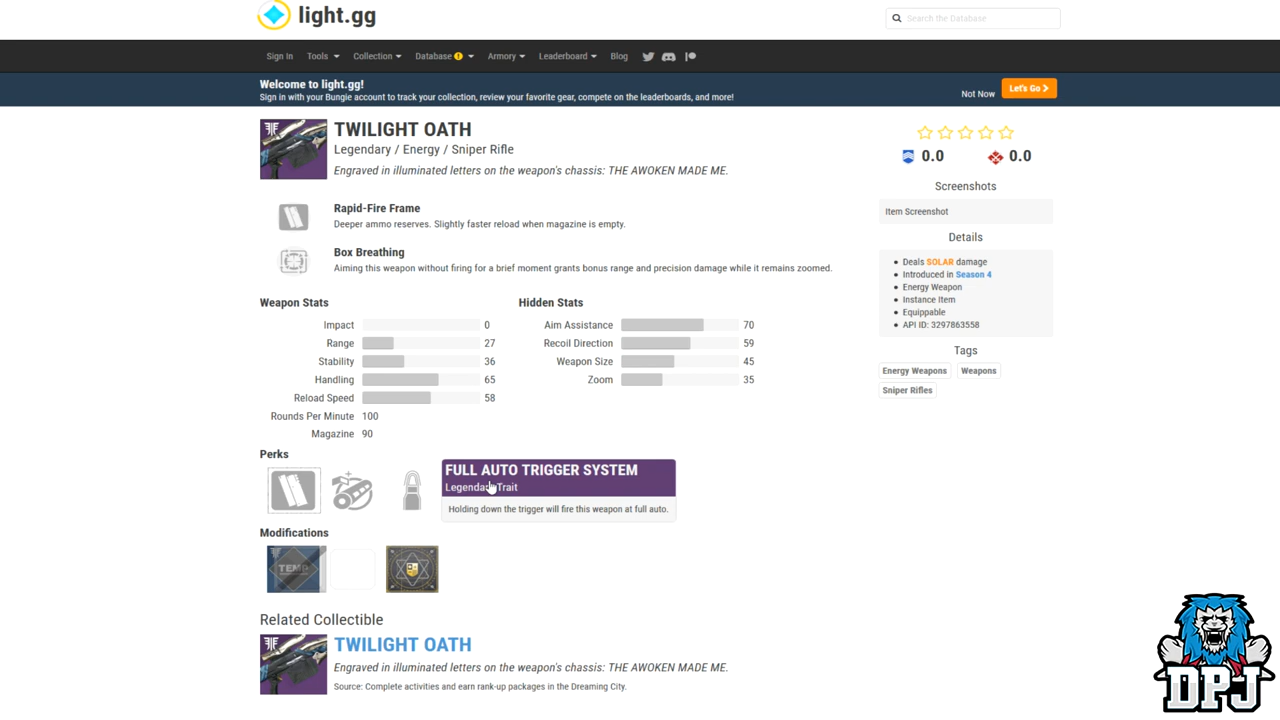 light.gg
Search the Database
Sign In Tools Collection Database ! Armory Leaderboard Blog
Welcome to light.gg!
Sign in with your Bungie account to track your collection, review your favorite gear, compete on the leaderboards, and more!
Not Now Let's Go
TWILIGHT OATH
Legendary / Energy / Sniper Rifle
Engraved in illuminated letters on the weapon's chassis: THE AWOKEN MADE ME.
0.0 0.0
Screenshots
Item Screenshot
Details
Deals SOLAR damage
Introduced in Season 4
Energy Weapon
Instance Item
Equippable
API ID: 3297863558
Tags
Energy Weapons Weapons
Sniper Rifles
Rapid-Fire Frame
Deeper ammo reserves. Slightly faster reload when magazine is empty.
Box Breathing
Aiming this weapon without firing for a brief moment grants bonus range and precision damage while it remains zoomed.
Weapon Stats
Impact 0
Range 27
Stability 36
Handling 65
Reload Speed 58
Rounds Per Minute 100
Magazine 90
Hidden Stats
Aim Assistance 70
Recoil Direction 59
Weapon Size 45
Zoom 35
Perks
FULL AUTO TRIGGER SYSTEM
Legendary Trait
Holding down the trigger will fire this weapon at full auto.
Modifications
TEMP
Related Collectible
TWILIGHT OATH
Engraved in illuminated letters on the weapon's chassis: THE AWOKEN MADE ME.
Source: Complete activities and earn rank-up packages in the Dreaming City.
DPJ